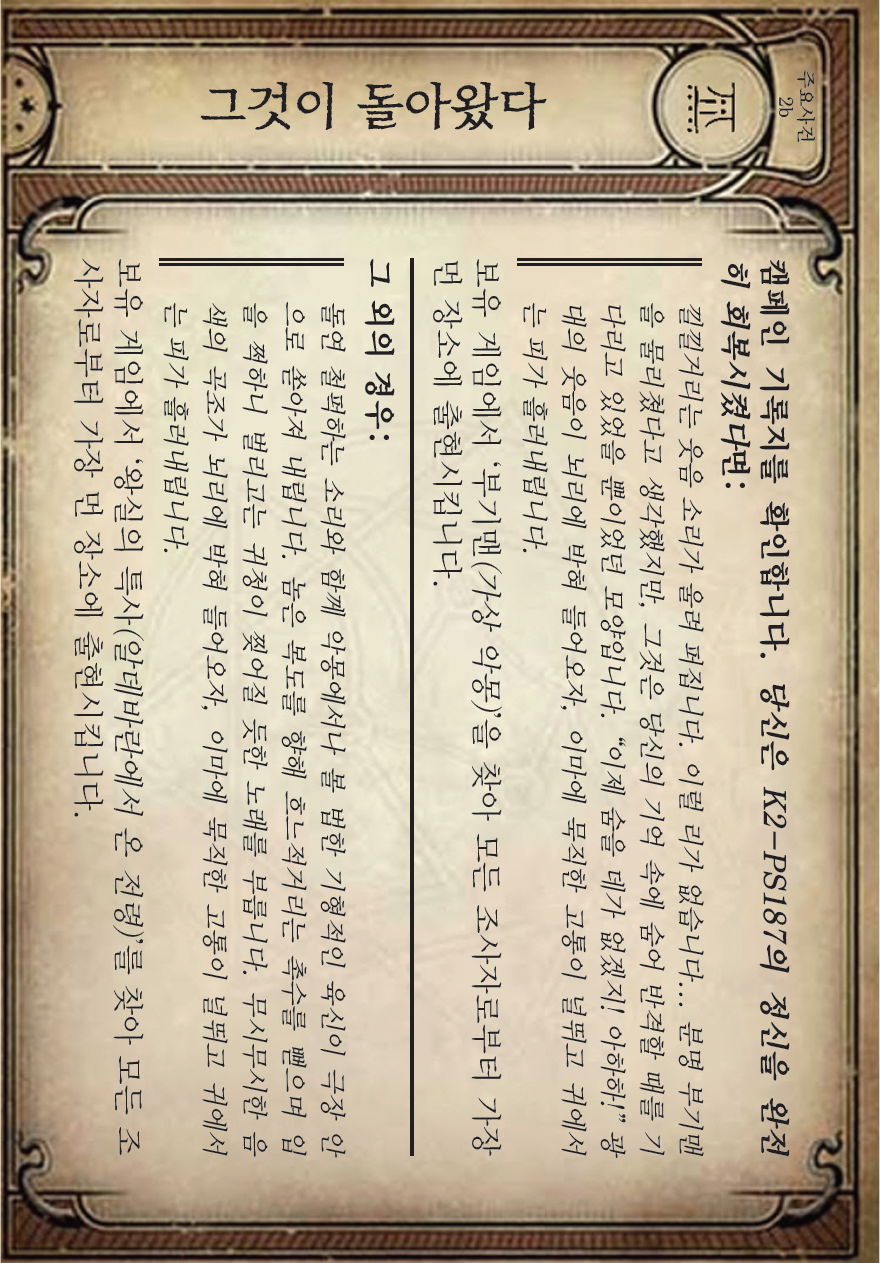 주요사건
2b
그것이 돌아왔다
캠페인 기록지를 확인합니다. 당신은 K2-PS187의 정신을 완전
히 회복시켰다면:
낄낄거리는 웃음 소리가 울려 퍼집니다. 이럴 리가 없습니다... 분명 부기맨
을 물리쳤다고 생각했지만, 그것은 당신의 기억 속에 숨어 반격할 때를 기
다리고 있었을 뿐이었던 모양입니다. “이제 숨을 데가 없겠지! 아하하!” 광
대의 웃음이 뇌리에 박혀 들어오자, 이마에 묵직한 고통이 널뛰고 귀에서
는 피가 흘러내립니다.
보유 게임에서 ‘부기맨(가상 악몽)’을 찾아 모든 조사자로부터 가장
먼 장소에 출현시킵니다.
그 외의 경우:
돌연 철퍽하는 소리와 함께 악몽에서나 볼 법한 기형적인 육신이 극장 안
으로 쏟아져 내립니다. 높은 복도를 향해 흐느적거리는 촉수를 뻗으며 입
을 쩍하니 벌리고는 귀청이 찢어질 듯한 노래를 부릅니다. 무시무시한 음
색의 곡조가 뇌리에 박혀 들어오자, 이마에 묵직한 고통이 널뛰고 귀에서
는 피가 흘러내립니다.
보유 게임에서 ‘왕실의 특사(알데바란에서 온 전령)’를 찾아 모든 조
사자로부터 가장 먼 장소에 출현시킵니다.